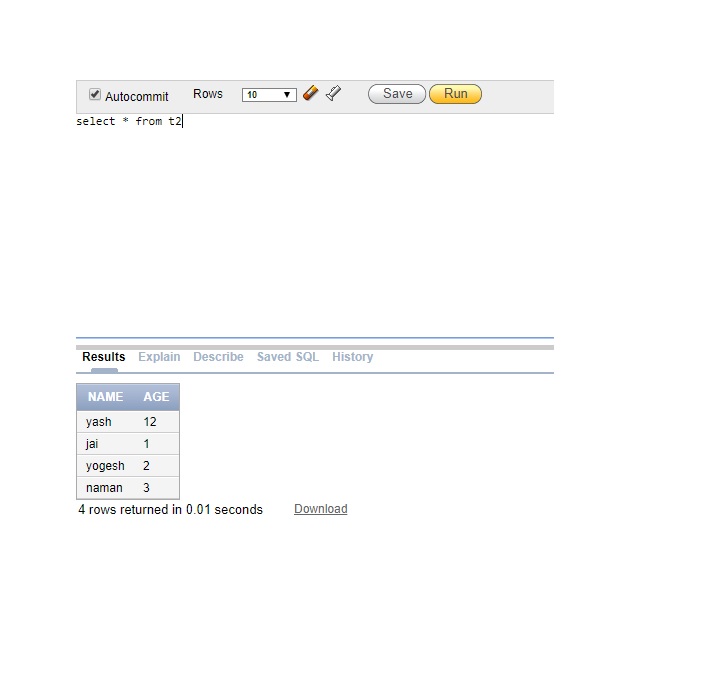 Autocommit Rows 10 Save Run
select * from t2
Results Explain Describe Saved SQL History
NAME AGE
yash 12
jai 1
yogesh 2
naman 3
4 rows returned in 0.01 seconds Download